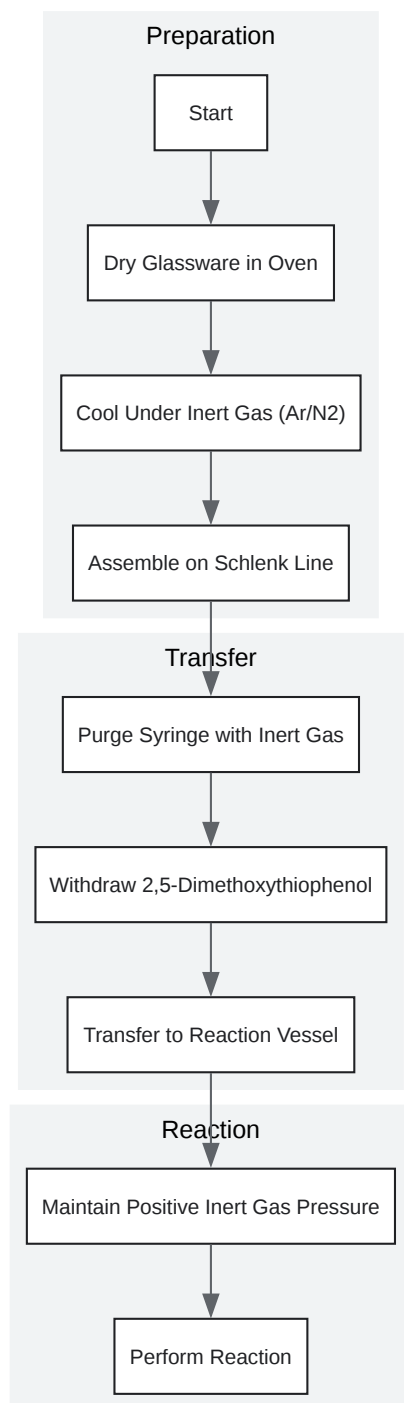 Preparation
Start
Dry Glassware in Oven
Cool Under Inert Gas (Ar/N2)
Assemble on Schlenk Line
Transfer
Purge Syringe with Inert Gas
Withdraw 2,5-Dimethoxythiophenol
Transfer to Reaction Vessel
Reaction
Maintain Positive Inert Gas Pressure
Perform Reaction